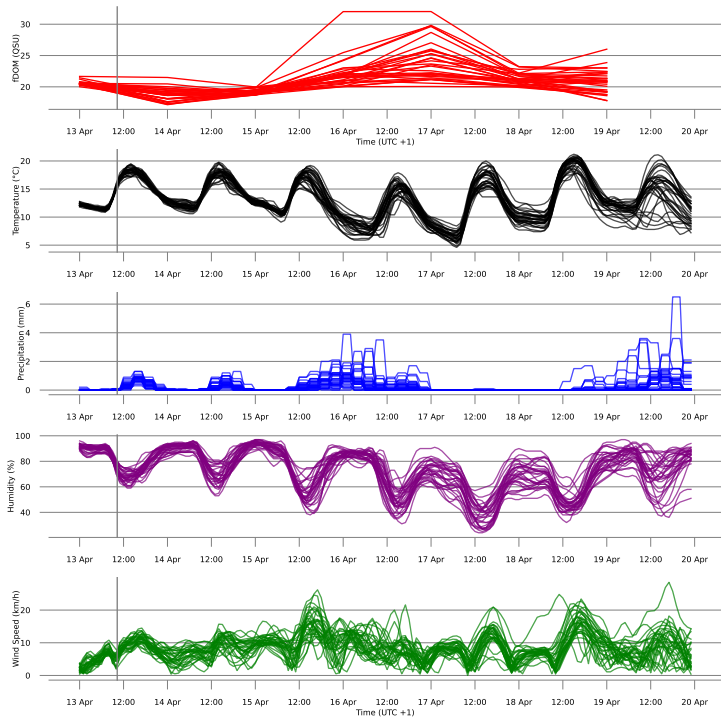 fDOM (QSU)
30
25
20
13 Apr 12:00 14 Apr 12:00 15 Apr 12:00 16 Apr 12:00 17 Apr 12:00 18 Apr 12:00 19 Apr 12:00 20 Apr
Time (UTC +1)
Temperature (°C)
20
15
10
5
13 Apr 12:00 14 Apr 12:00 15 Apr 12:00 16 Apr 12:00 17 Apr 12:00 18 Apr 12:00 19 Apr 12:00 20 Apr
Precipitation (mm)
6
4
2
0
13 Apr 12:00 14 Apr 12:00 15 Apr 12:00 16 Apr 12:00 17 Apr 12:00 18 Apr 12:00 19 Apr 12:00 20 Apr
Humidity (%)
100
80
60
40
13 Apr 12:00 14 Apr 12:00 15 Apr 12:00 16 Apr 12:00 17 Apr 12:00 18 Apr 12:00 19 Apr 12:00 20 Apr
Wind Speed (km/h)
20
10
0
13 Apr 12:00 14 Apr 12:00 15 Apr 12:00 16 Apr 12:00 17 Apr 12:00 18 Apr 12:00 19 Apr 12:00 20 Apr
Time (UTC +1)